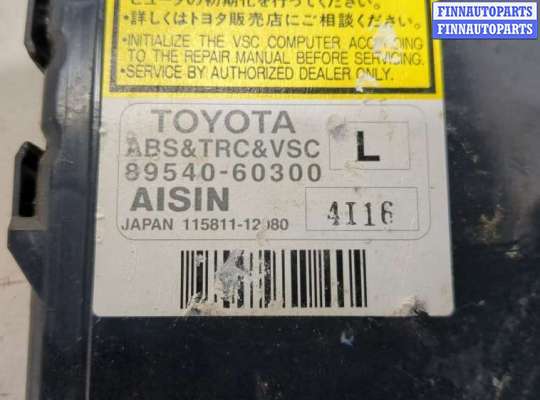 ピュータの初期化を行ってください。
•詳しくはトヨタ販売店にご相談ください。
•INITIALIZE THE VSC COMPUTER ACCORDING
TO THE REPAIR MANUAL BEFORE SERVICING.
•SERVICE BY AUTHORIZED DEALER ONLY.
FINNAUTOPARTS
FINNAUTOPARTS
FINNAUTOPARTS
TOYOTA
ABS&TRC&VSC
L
89540-60300
AISIN
4I16
JAPAN 115811-12080